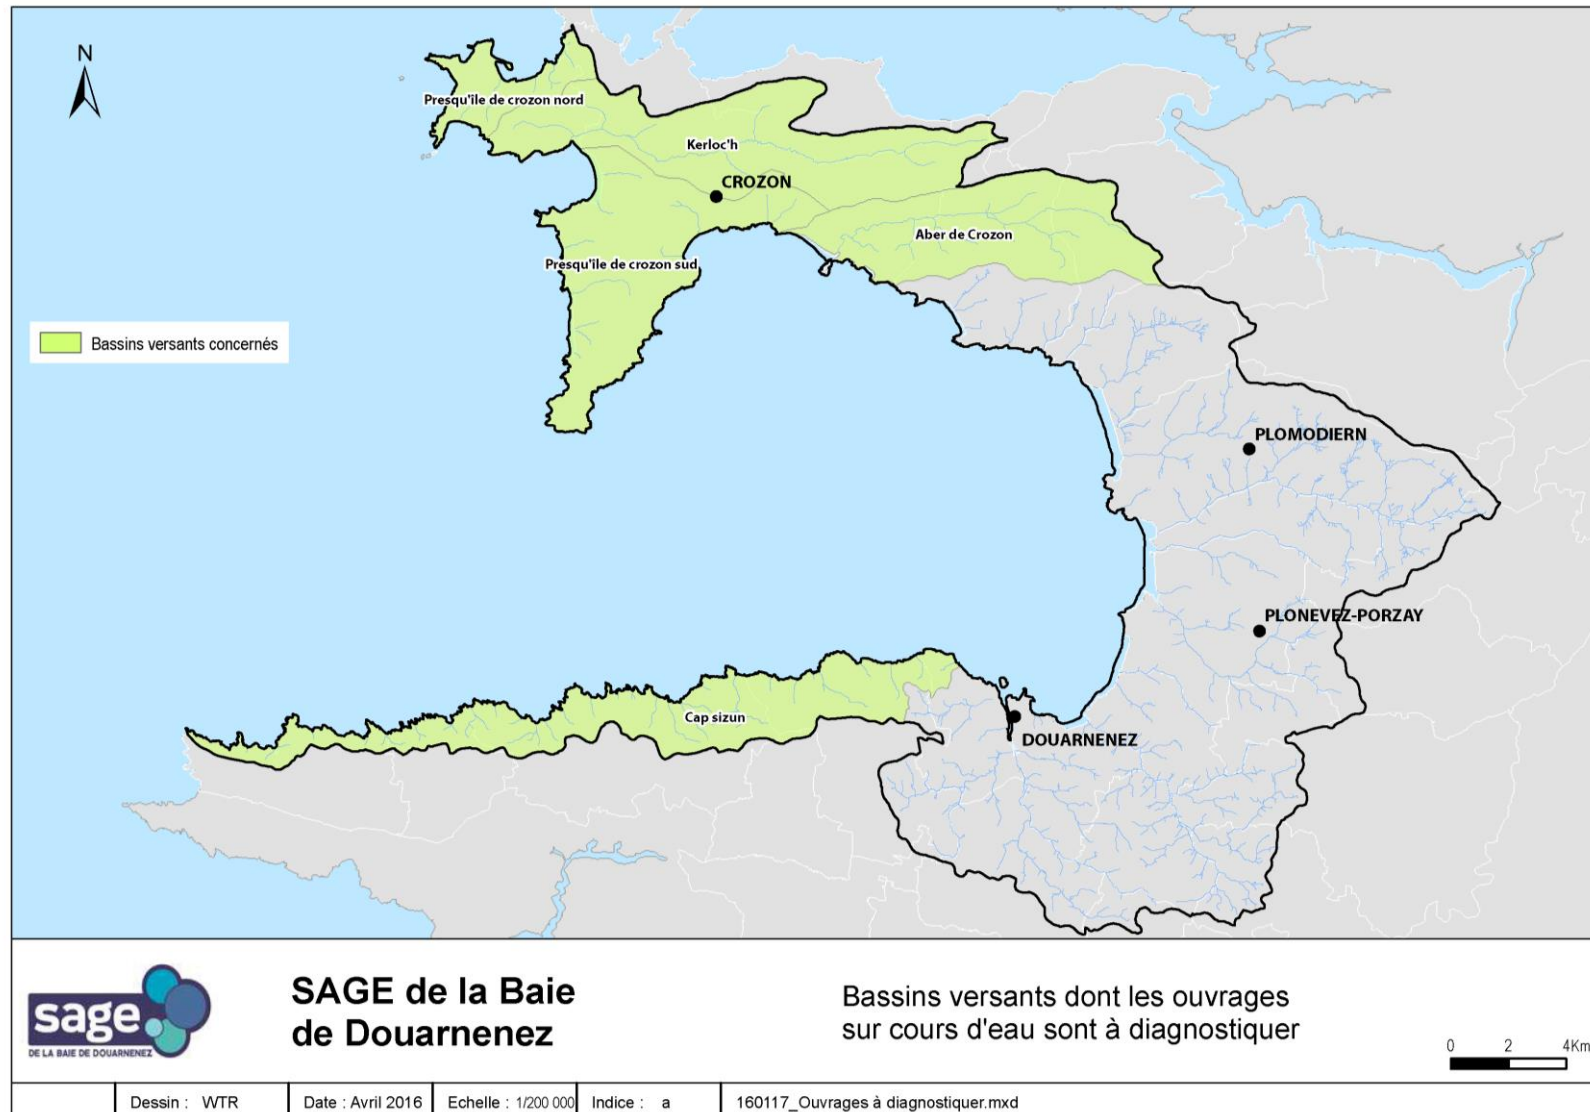 N
Presqu'île de crozon nord
Kerloc'h
CROZON
Aber de Crozon
Presqu'île de crozon sud
Bassins versants concernés
PLOMODIERN
PLONEVEZ-PORZAY
Cap sizun
DOUARNENEZ
sage
DE LA BAIE DE DOUARNENEZ
SAGE de la Baie
de Douarnenez
Bassins versants dont les ouvrages
sur cours d'eau sont à diagnostiquer
0 2 4Km
Dessin : WTR Date : Avril 2016 Echelle : 1/200 000 Indice : a 160117_Ouvrages à diagnostiquer.mxd